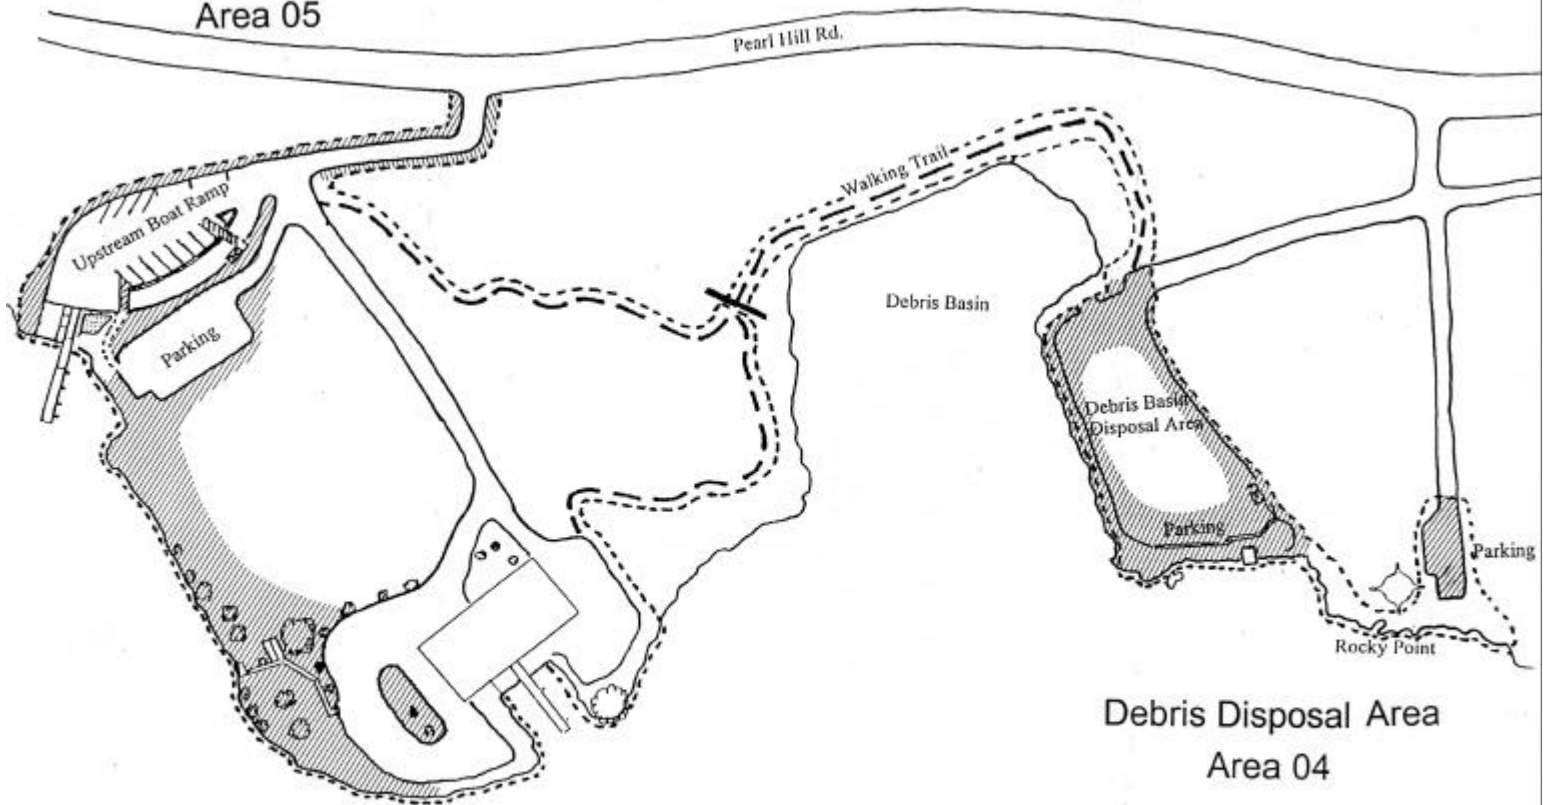 Area 05
Pearl Hill Rd.
Walking Trail
Upstream Boat Ramp
Parking
Debris Basin
Debris Basin
Disposal Area
Parking
Parking
Rocky Point
Debris Disposal Area
Area 04